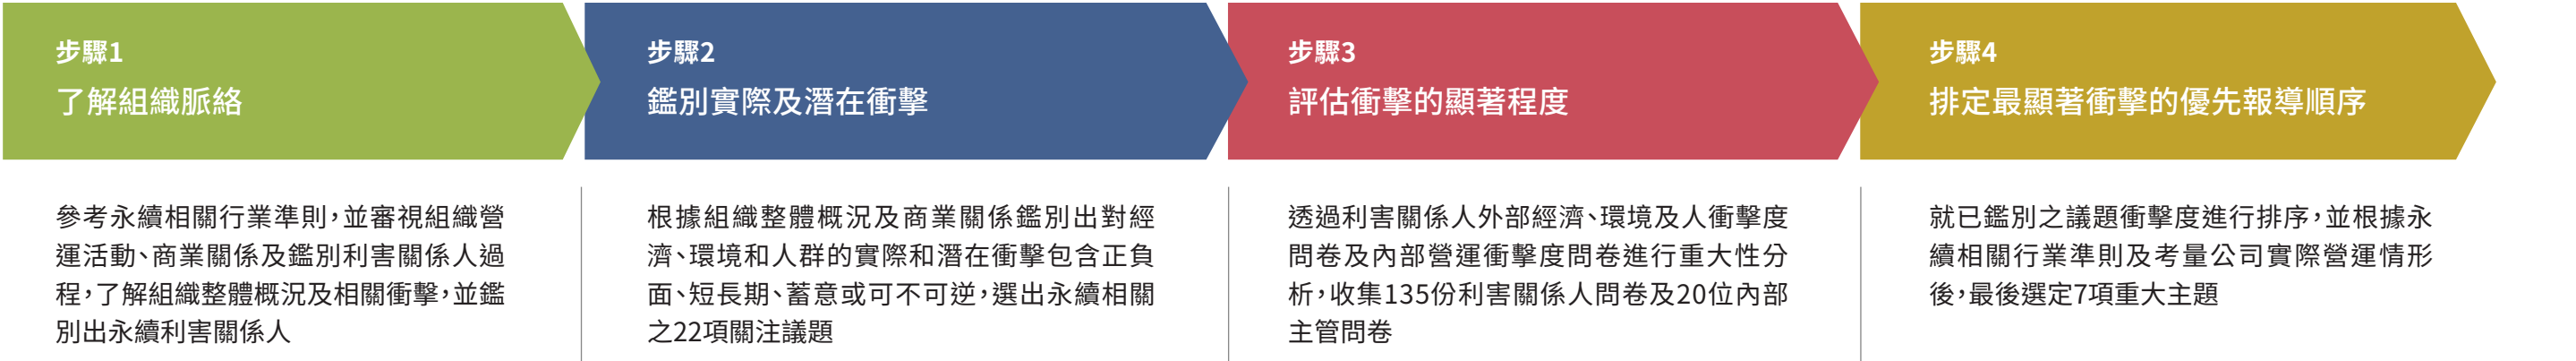 步驟1
了解組織脈絡
參考永續相關行業準則,並審視組織營
運活動、商業關係及鑑別利害關係人過
程,了解組織整體概況及相關衝擊,並鑑
別出永續利害關係人
步驟2
鑑別實際及潛在衝擊
根據組織整體概況及商業關係鑑別出對經
濟、環境和人群的實際和潛在衝擊包含正負
面、短長期、蓄意或可不可逆,選出永續相關
之22項關注議題
步驟3
評估衝擊的顯著程度
透過利害關係人外部經濟、環境及人衝擊度
問卷及內部營運衝擊度問卷進行重大性分
析,收集135份利害關係人問卷及20位內部
主管問卷
步驟4
排定最顯著衝擊的優先報導順序
就已鑑別之議題衝擊度進行排序,並根據永
續相關行業準則及考量公司實際營運情形
後,最後選定7項重大主題